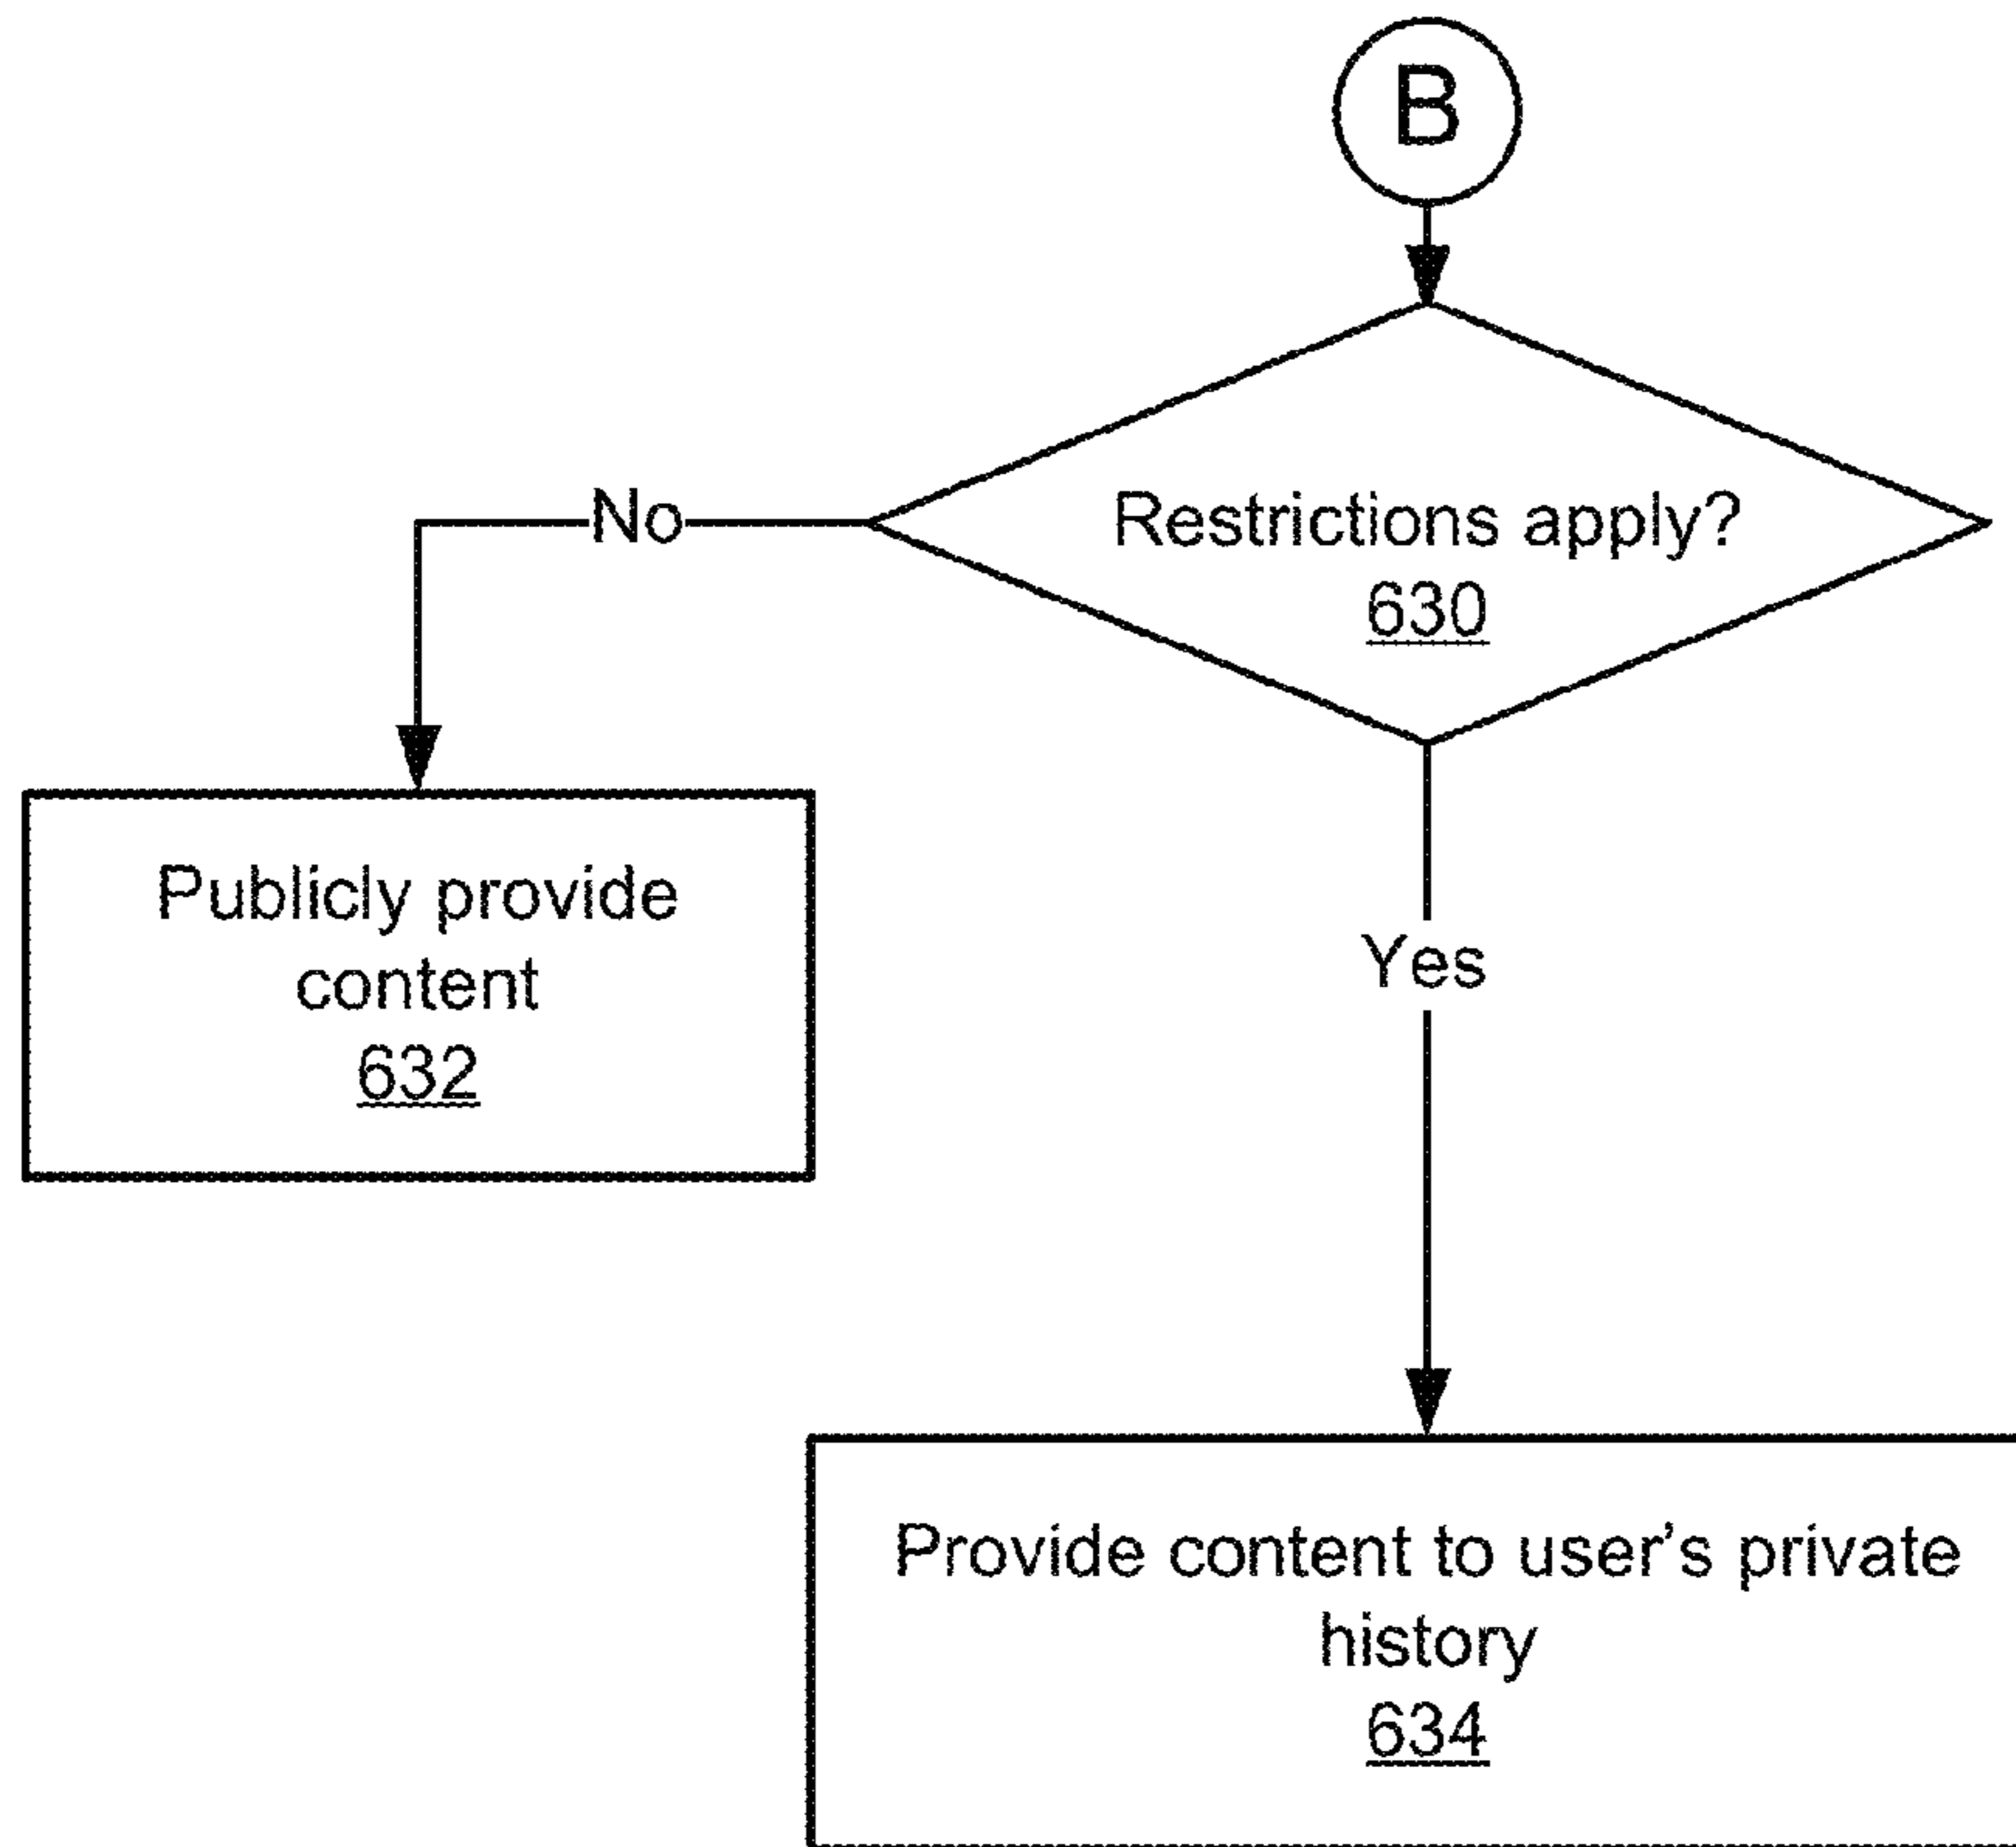 B
Restrictions apply?
630
No
Publicly provide
content
632
Yes
Provide content to user's private
history
634